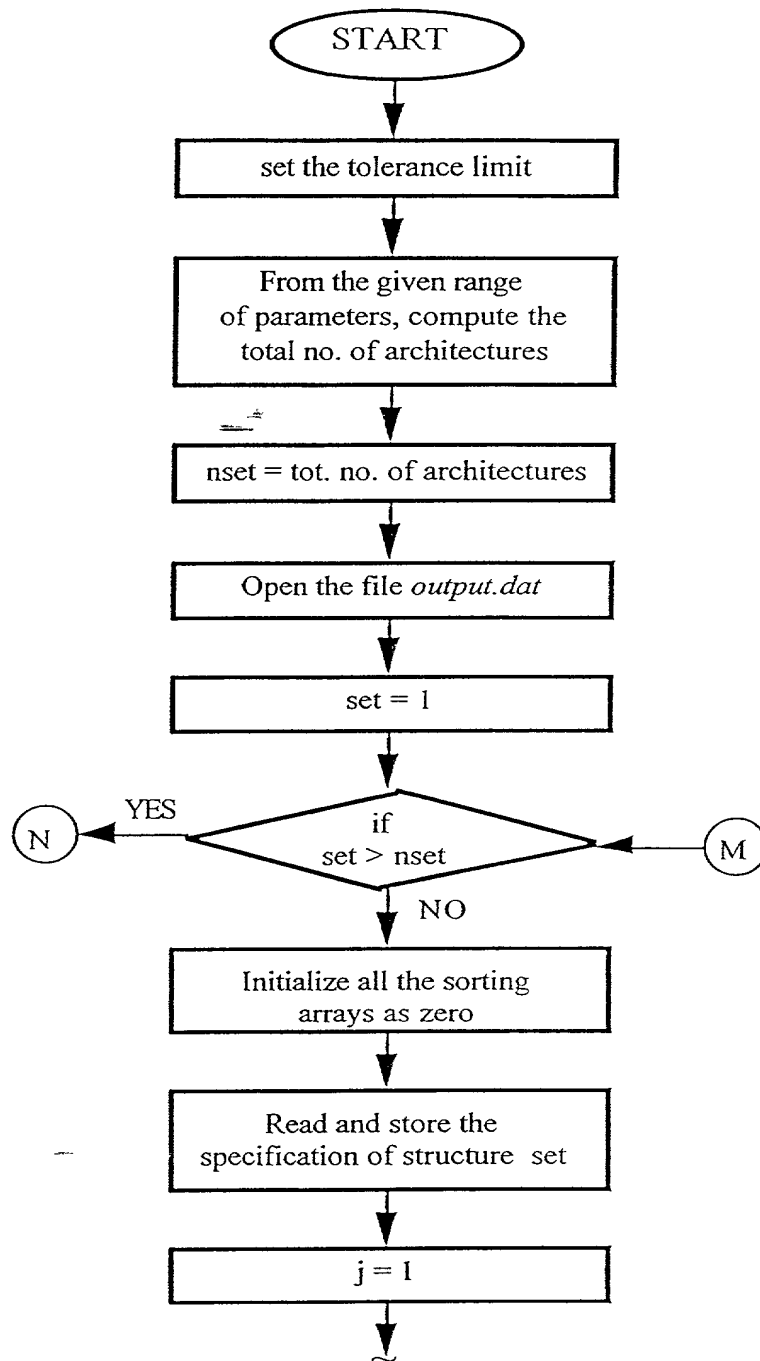 START
set the tolerance limit
From the given range
of parameters, compute the
total no. of architectures
nset = tot. no. of architectures
Open the file output.dat
set = 1
YES
if
N
set > nset
M
NO
Initialize all the sorting
arrays as zero
Read and store the
specification of structure set
j = 1